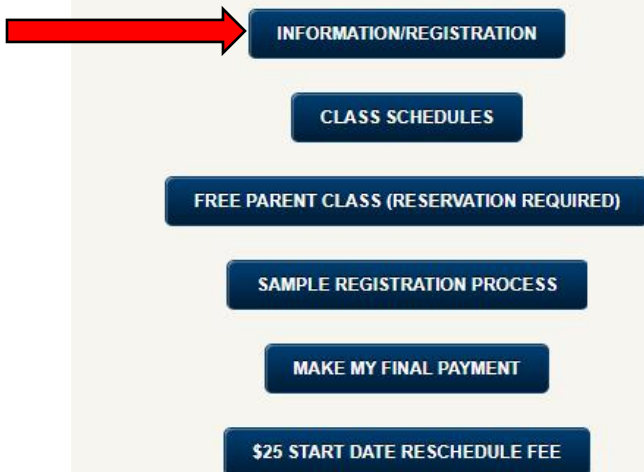 INFORMATION/REGISTRATION
CLASS SCHEDULES
FREE PARENT CLASS (RESERVATION REQUIRED)
SAMPLE REGISTRATION PROCESS
MAKE MY FINAL PAYMENT
$25 START DATE RESCHEDULE FEE